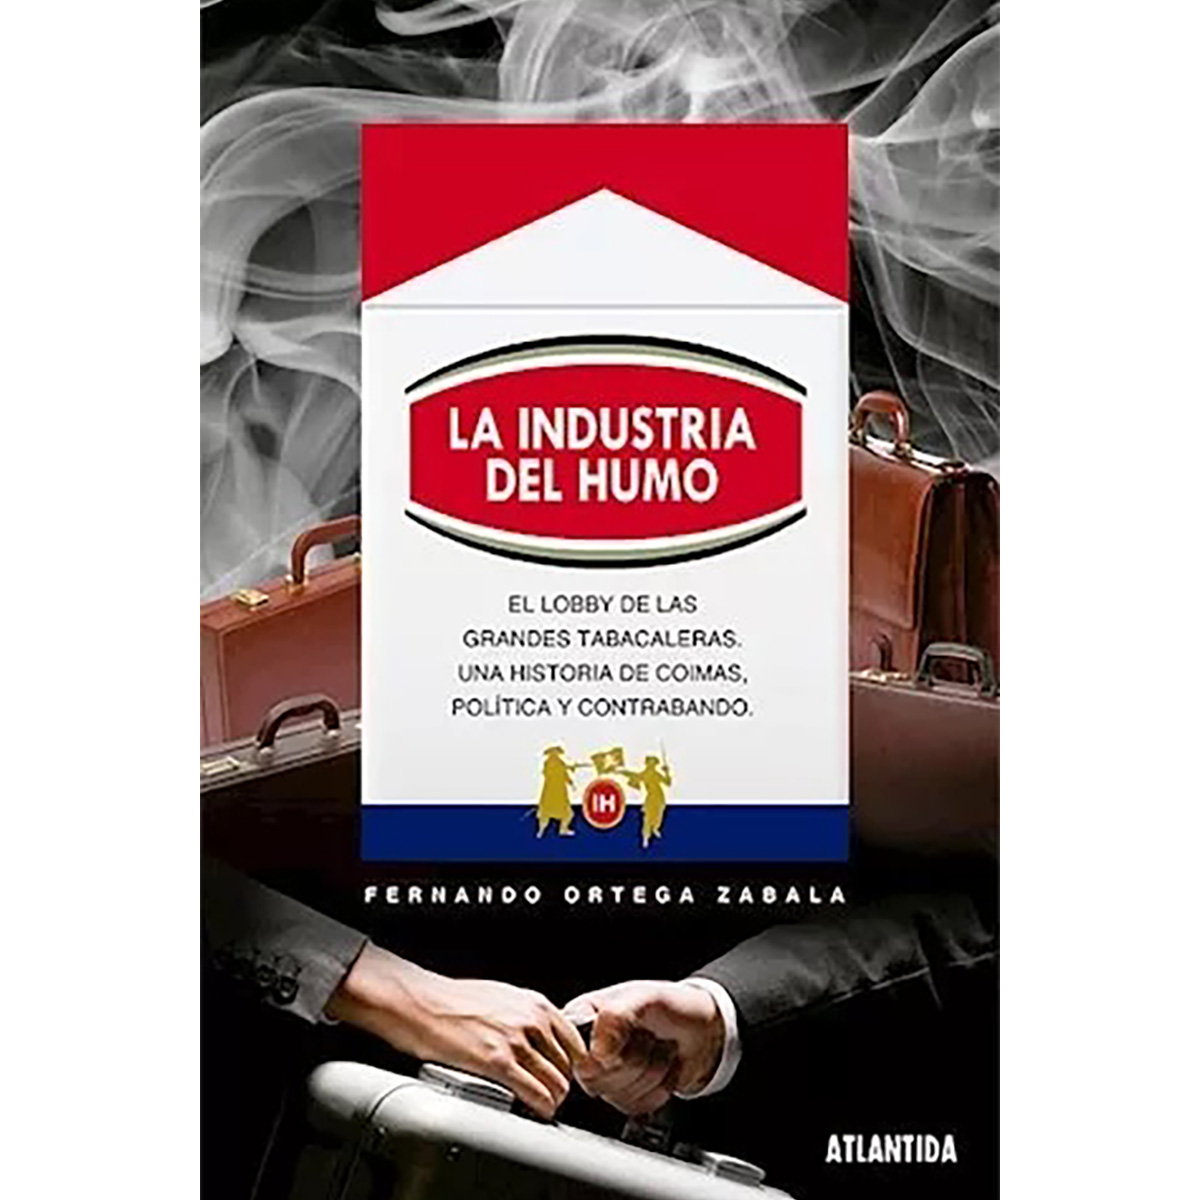 LA INDUSTRIA
DEL HUMO
EL LOBBY DE LAS
GRANDES TABACALERAS.
UNA HISTORIA DE COIMAS,
POLÍTICA Y CONTRABANDO.
IH
FERNANDO ORTEGA ZABALA
ATLANTIDA